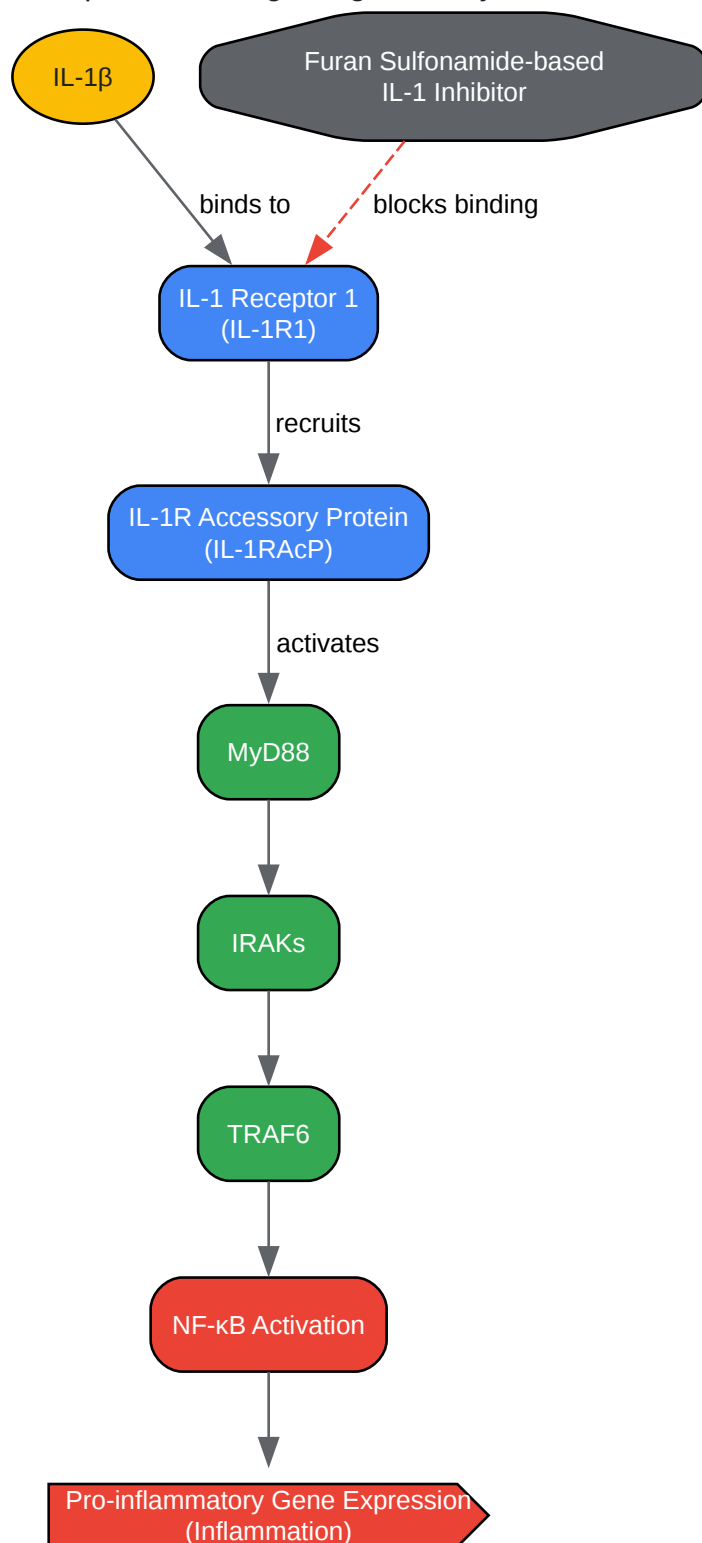 IL-1β
Furan Sulfonamide-based
IL-1 Inhibitor
binds to
blocks binding
IL-1 Receptor 1
(IL-1R1)
recruits
IL-1R Accessory Protein
(IL-1RAcP)
activates
MyD88
IRAKs
TRAF6
NF-κB Activation
Pro-inflammatory Gene Expression
(Inflammation)